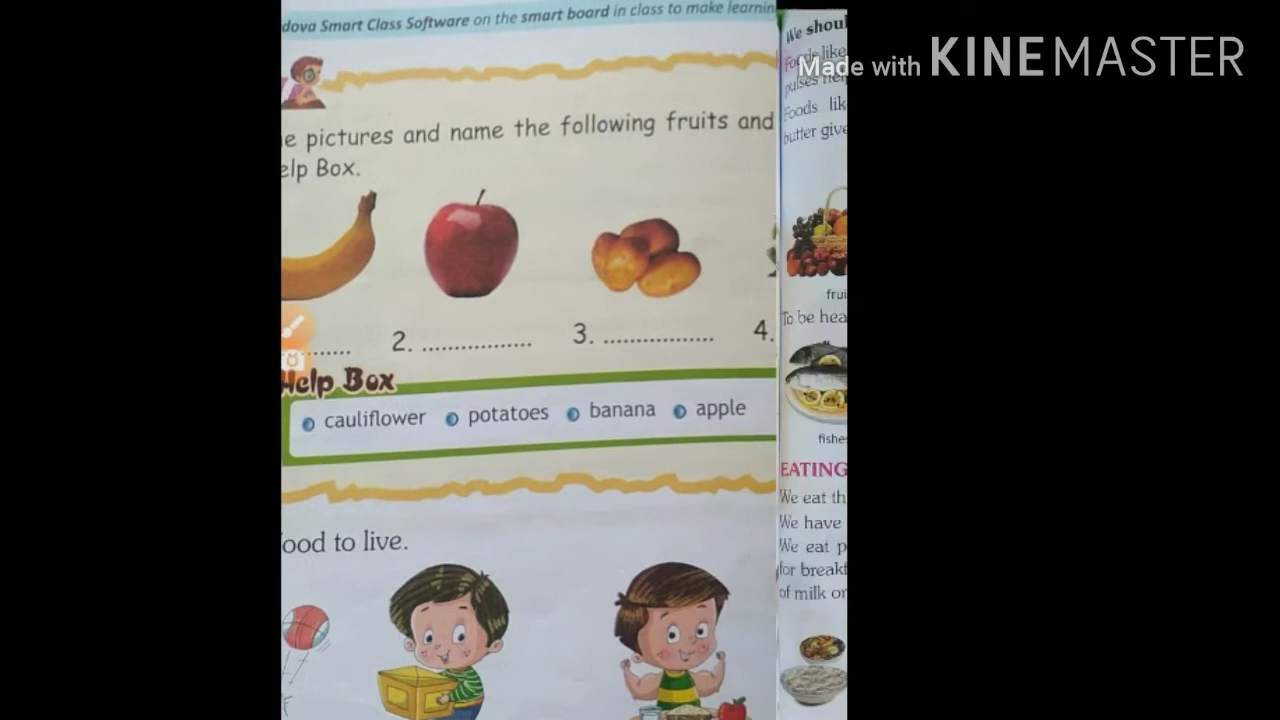 dova Smart Class Software on the smart board in class to make learnin
e pictures and name the following fruits and
elp Box.
2. ................
3. ................
4.
Help Box
cauliflower potatoes banana apple
ood to live.
We shoul
Foods like
pulses help
Foods lik
butter give
frui
To be hea
fishe
EATING
We eat th
We have
We eat p
for breakf
of milk or
Made with KINEMASTER